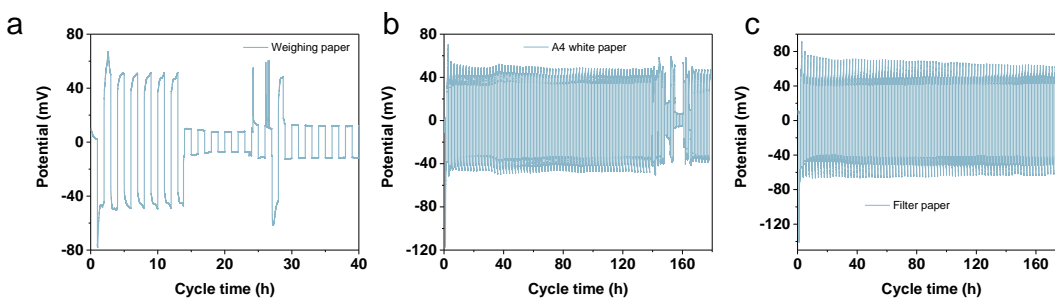 a
Weighing paper
80
40
0
-40
-80
Potential (mV)
0 10 20 30 40
Cycle time (h)
b
A4 white paper
80
40
0
-40
-80
-120
Potential (mV)
0 40 80 120 160
Cycle time (h)
c
Filter paper
80
40
0
-40
-80
-120
Potential (mV)
0 40 80 120 160
Cycle time (h)